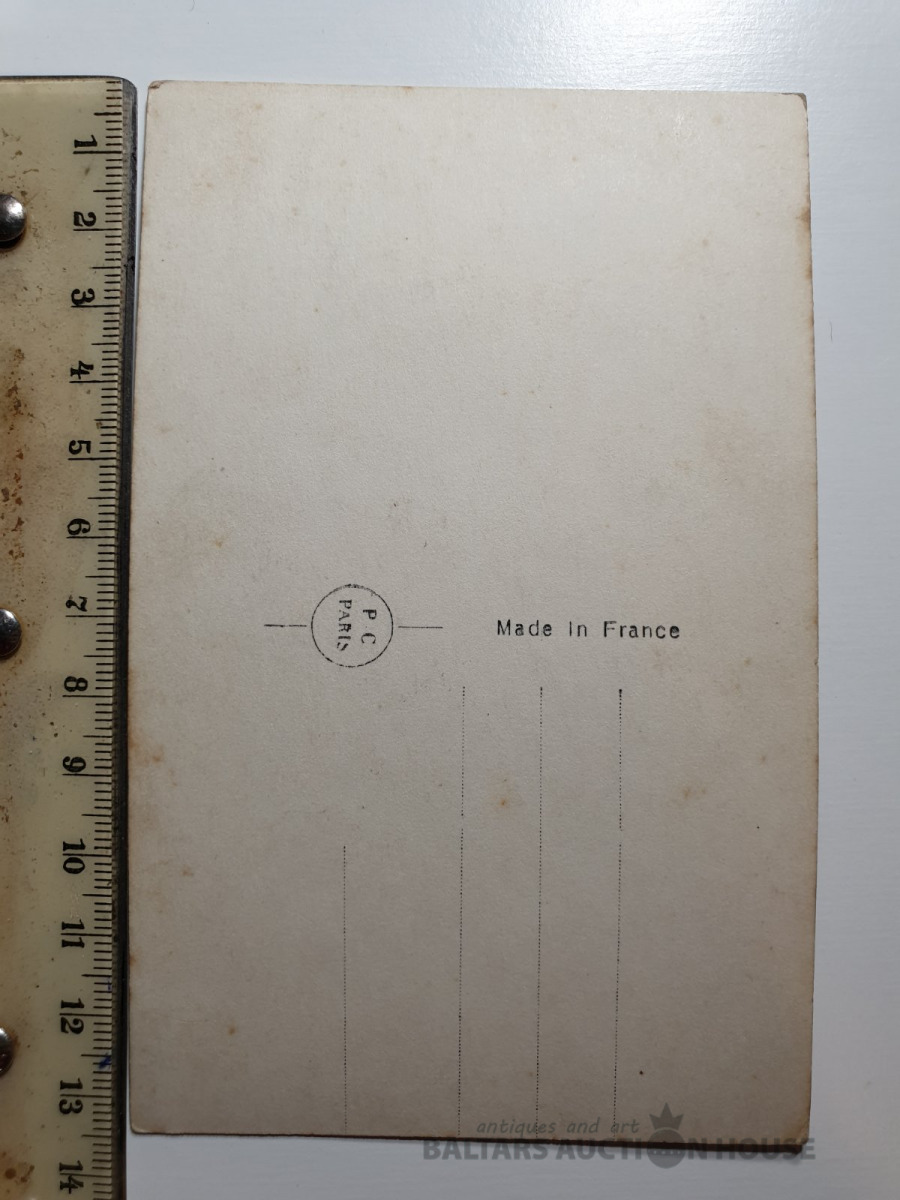 1
2
3
4
5
6
7
8
9
10
11
12
13
14
P C
PARIS
Made in France
antiques and art
BALTARS AUCTION HOUSE